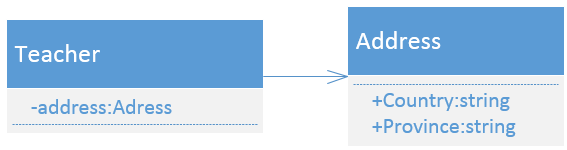 Teacher
-address:Adress
Address
+Country:string
+Province:string